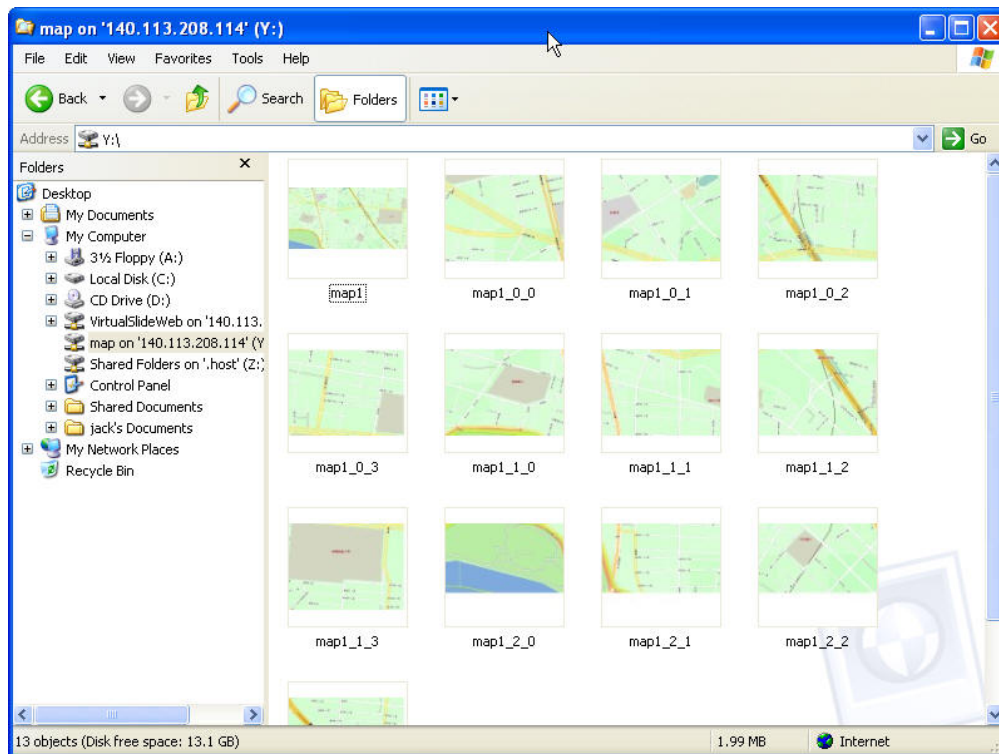 map on '140.113.208.114' (Y:)
File Edit View Favorites Tools Help
Back Search Folders
Address Y:\ Go
Folders
Desktop
My Documents
My Computer
3½ Floppy (A:)
Local Disk (C:)
CD Drive (D:)
VirtualSlideWeb on '140.113.
map on '140.113.208.114' (Y
Shared Folders on '.host' (Z:)
Control Panel
Shared Documents
jack's Documents
My Network Places
Recycle Bin
map1 map1_0_0 map1_0_1 map1_0_2
map1_0_3 map1_1_0 map1_1_1 map1_1_2
map1_1_3 map1_2_0 map1_2_1 map1_2_2
13 objects (Disk free space: 13.1 GB) 1.99 MB Internet